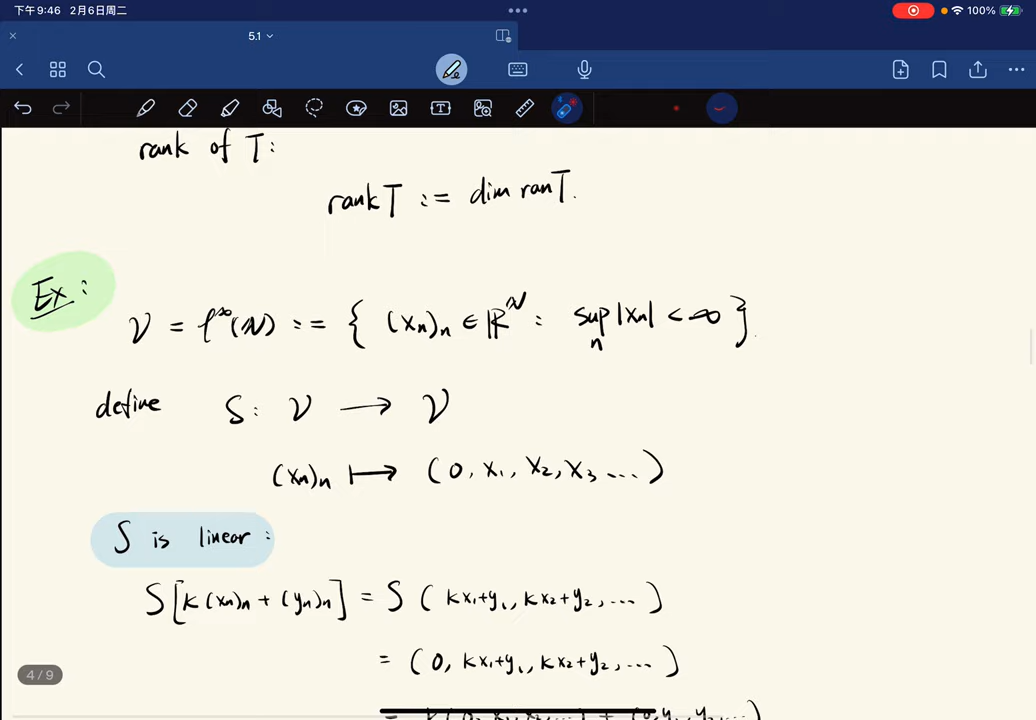 下午9:46 2月6日周二
100%
5.1
rank of T:
rank T := dim ran T.
Ex:
V = ℓ^∞(N) := { (xn)n ∈ ℝ^N : sup_n |xn| < ∞ }
define S: V → V
(xn)n ↦ (0, x1, x2, x3 ...)
S is linear:
S[k(xn)n + (yn)n] = S (kx1+y1, kx2+y2, ...)
= (0, kx1+y1, kx2+y2, ...)
4/9